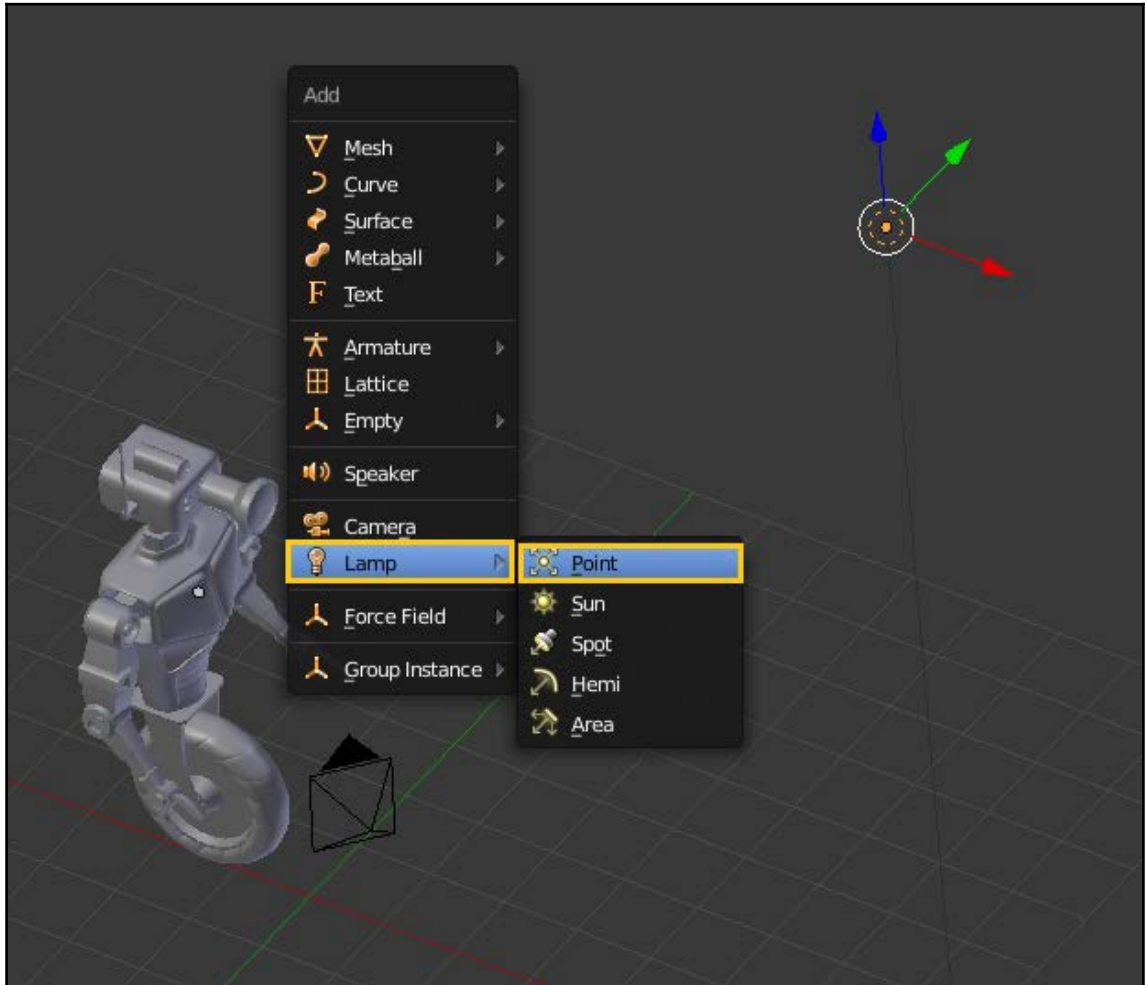 Add
Mesh
Curve
Surface
Metaball
Text
Armature
Lattice
Empty
Speaker
Camera
Lamp
Force Field
Group Instance
Point
Sun
Spot
Hemi
Area